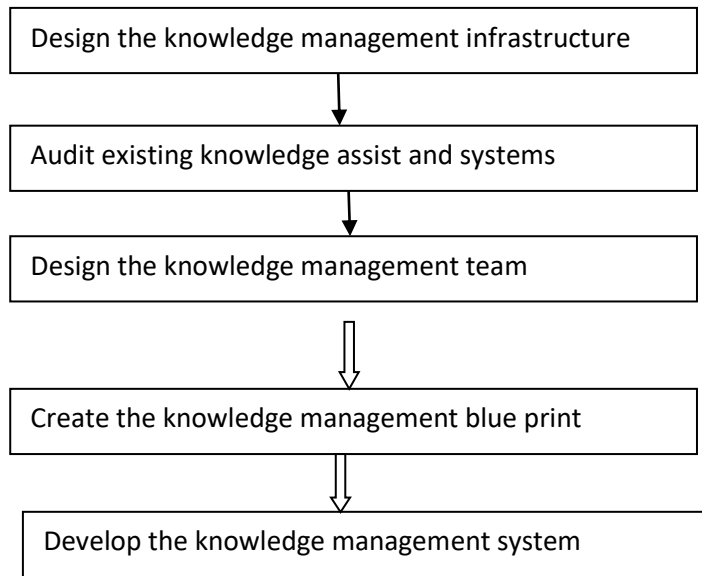 Design the knowledge management infrastructure
Audit existing knowledge assist and systems
Design the knowledge management team
Create the knowledge management blue print
Develop the knowledge management system